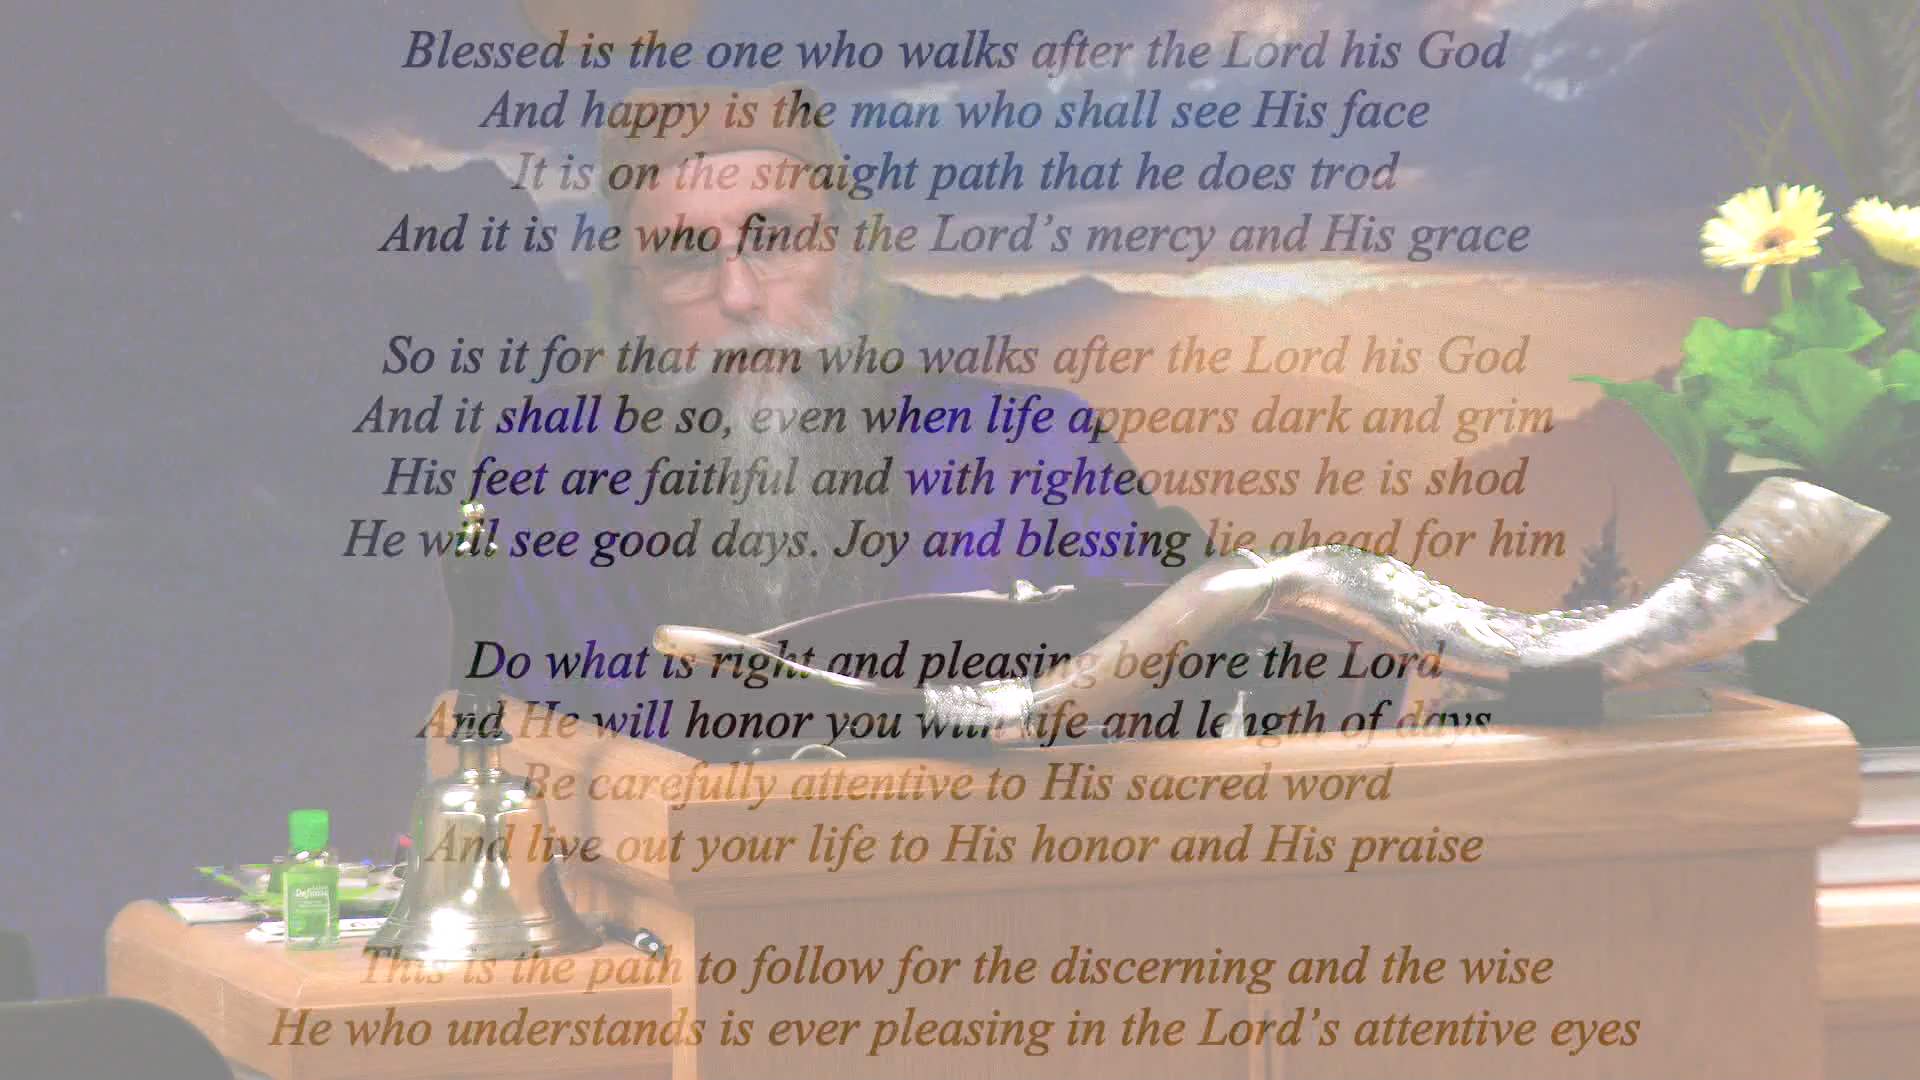 Blessed is the one who walks after the Lord his God
And happy is the man who shall see His face
It is on the straight path that he does trod
And it is he who finds the Lord's mercy and His grace
So is it for that man who walks after the Lord his God
And it shall be so, even when life appears dark and grim
His feet are faithful and with righteousness he is shod
He will see good days. Joy and blessing lie ahead for him
Do what is right and pleasing before the Lord
And He will honor you with life and length of days
Be carefully attentive to His sacred word
And live out your life to His honor and His praise
This is the path to follow for the discerning and the wise
He who understands is ever pleasing in the Lord's attentive eyes